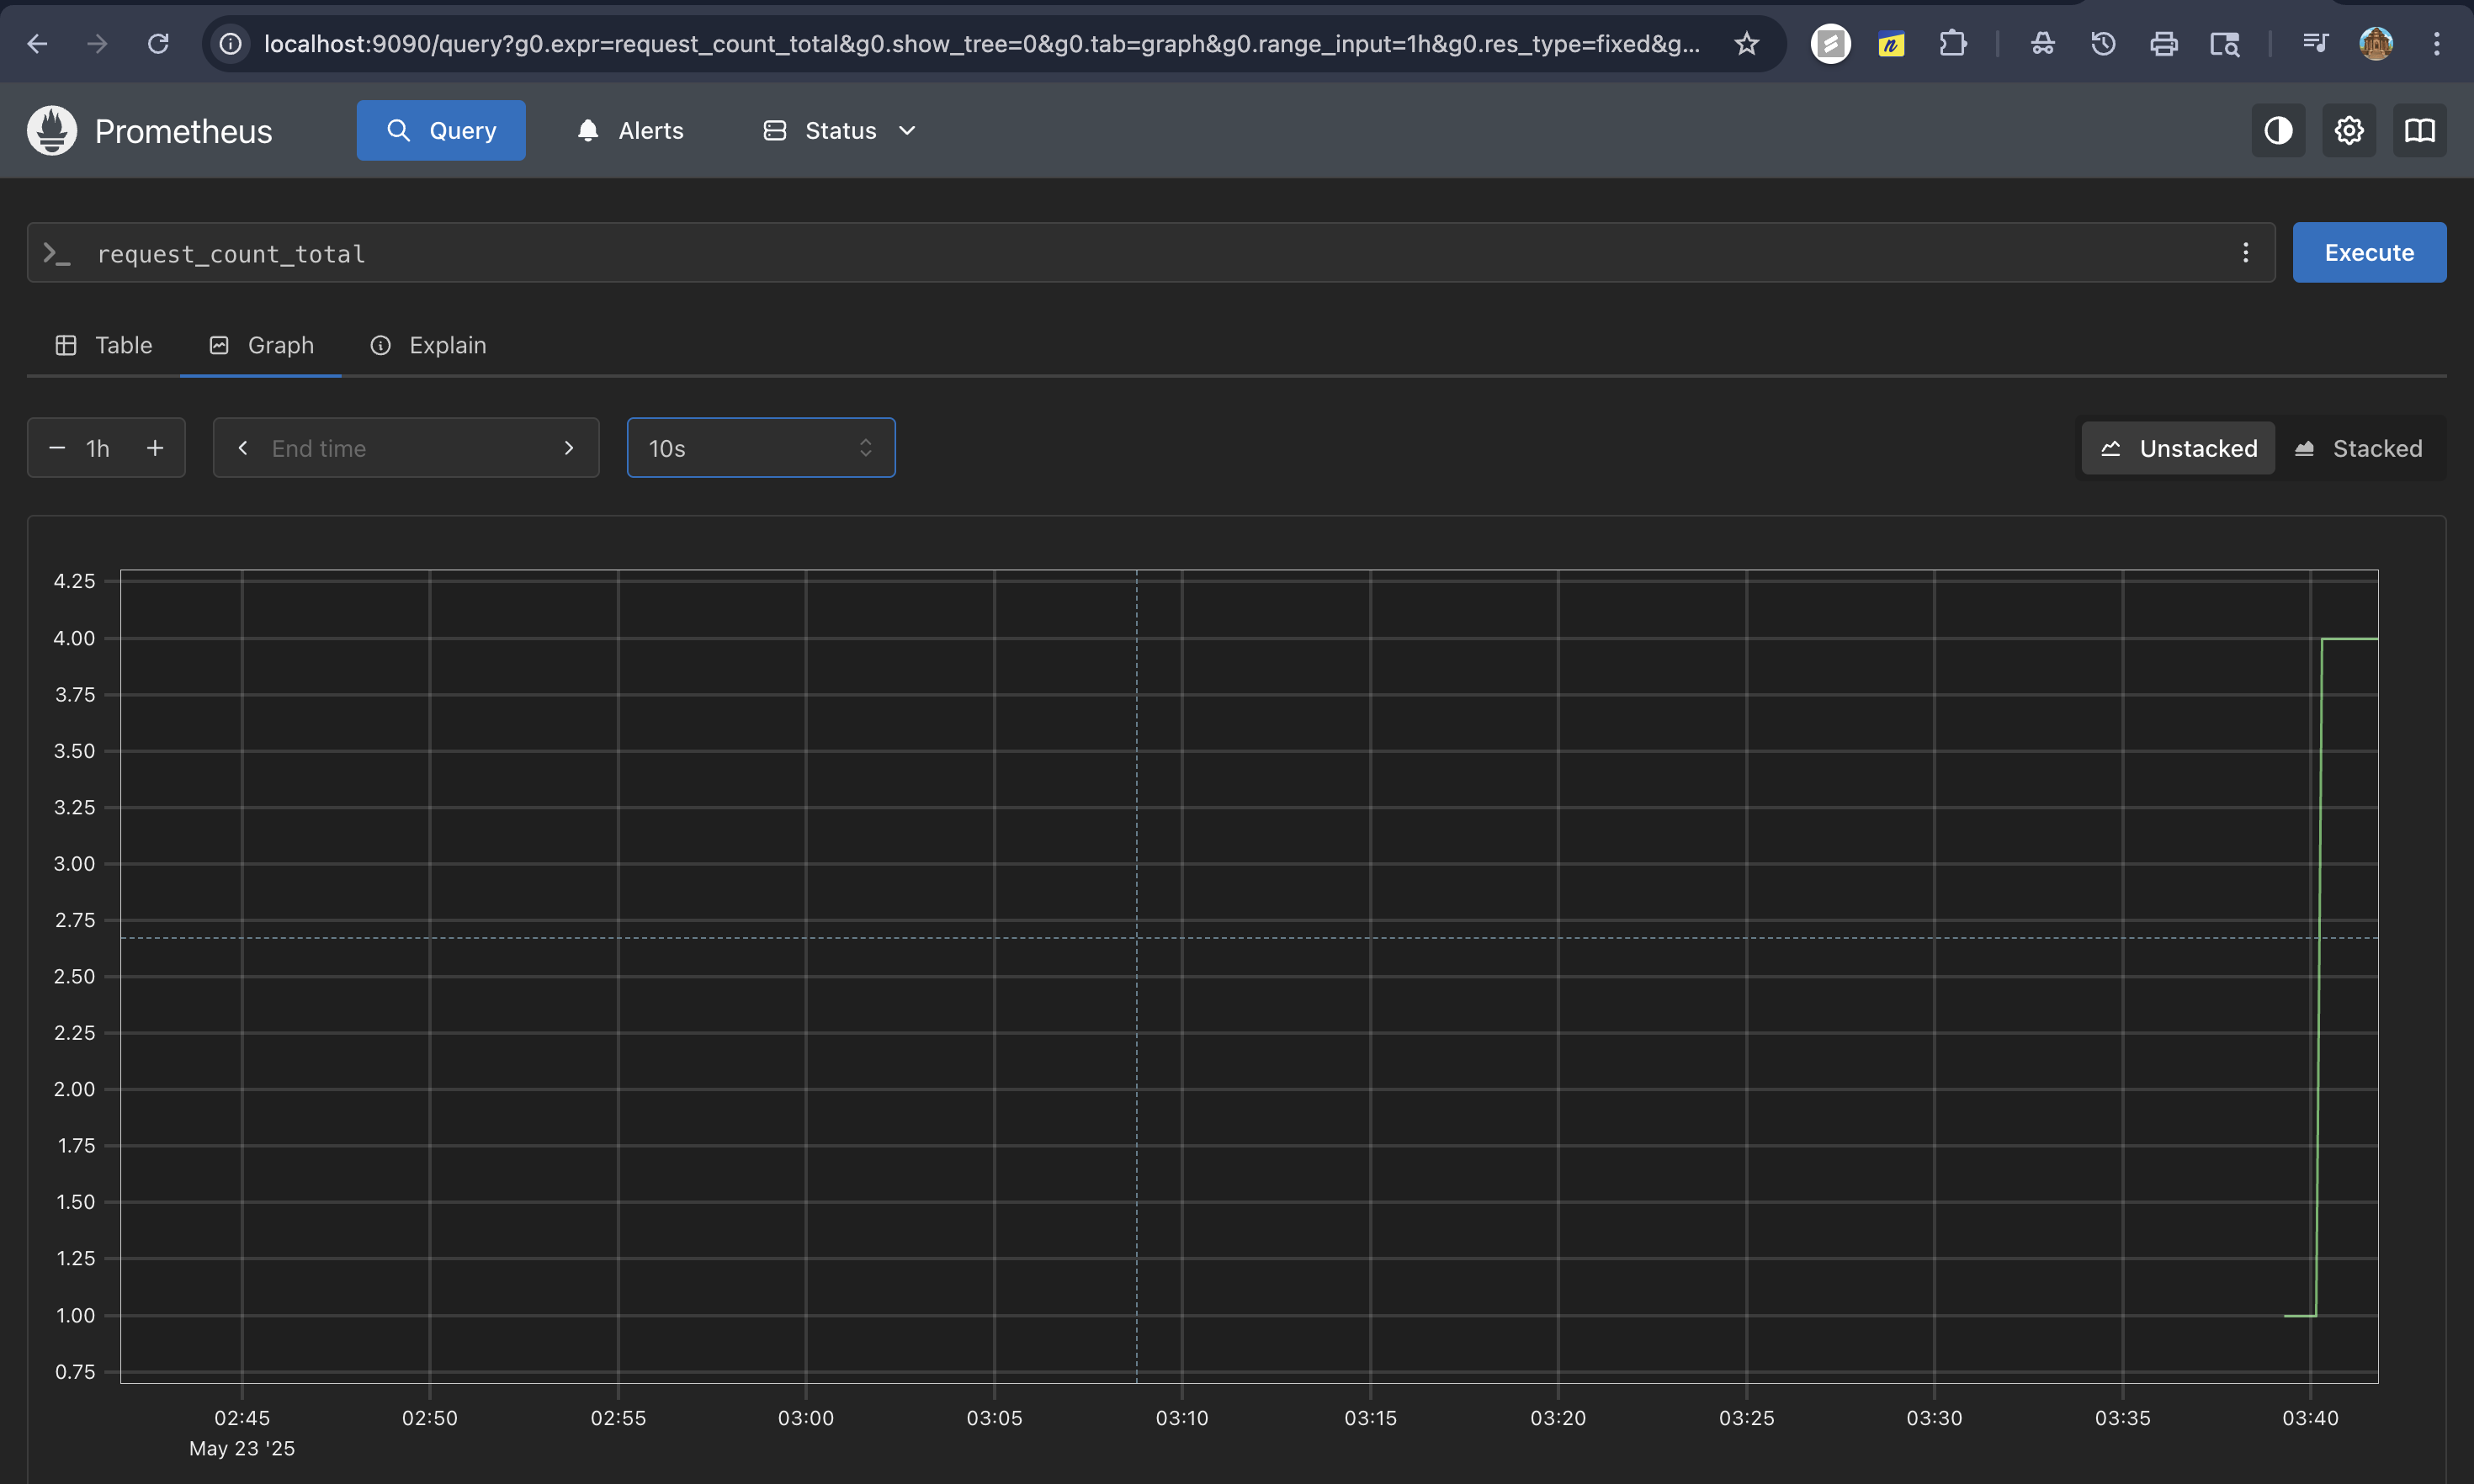 localhost:9090/query?g0.expr=request_count_total&g0.show_tree=0&g0.tab=graph&g0.range_input=1h&g0.res_type=fixed&g...
n
Prometheus
Query
Alerts
Status
request_count_total
Execute
Table
Graph
Explain
1h
End time
10s
Unstacked
Stacked
4.25
4.00
3.75
3.50
3.25
3.00
2.75
2.50
2.25
2.00
1.75
1.50
1.25
1.00
0.75
02:45 02:50 02:55 03:00 03:05 03:10 03:15 03:20 03:25 03:30 03:35 03:40
May 23 '25